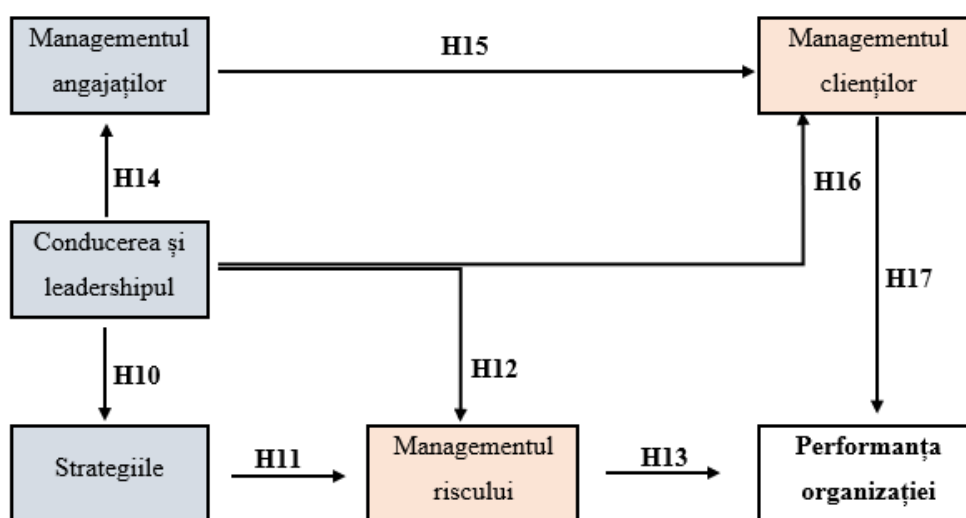 Managementul
angajaților
H15
Managementul
clienților
H14
H16
Conducerea și
leadershipul
H17
H10
H12
Strategiile
H11
Managementul
riscului
H13
Performanța
organizației